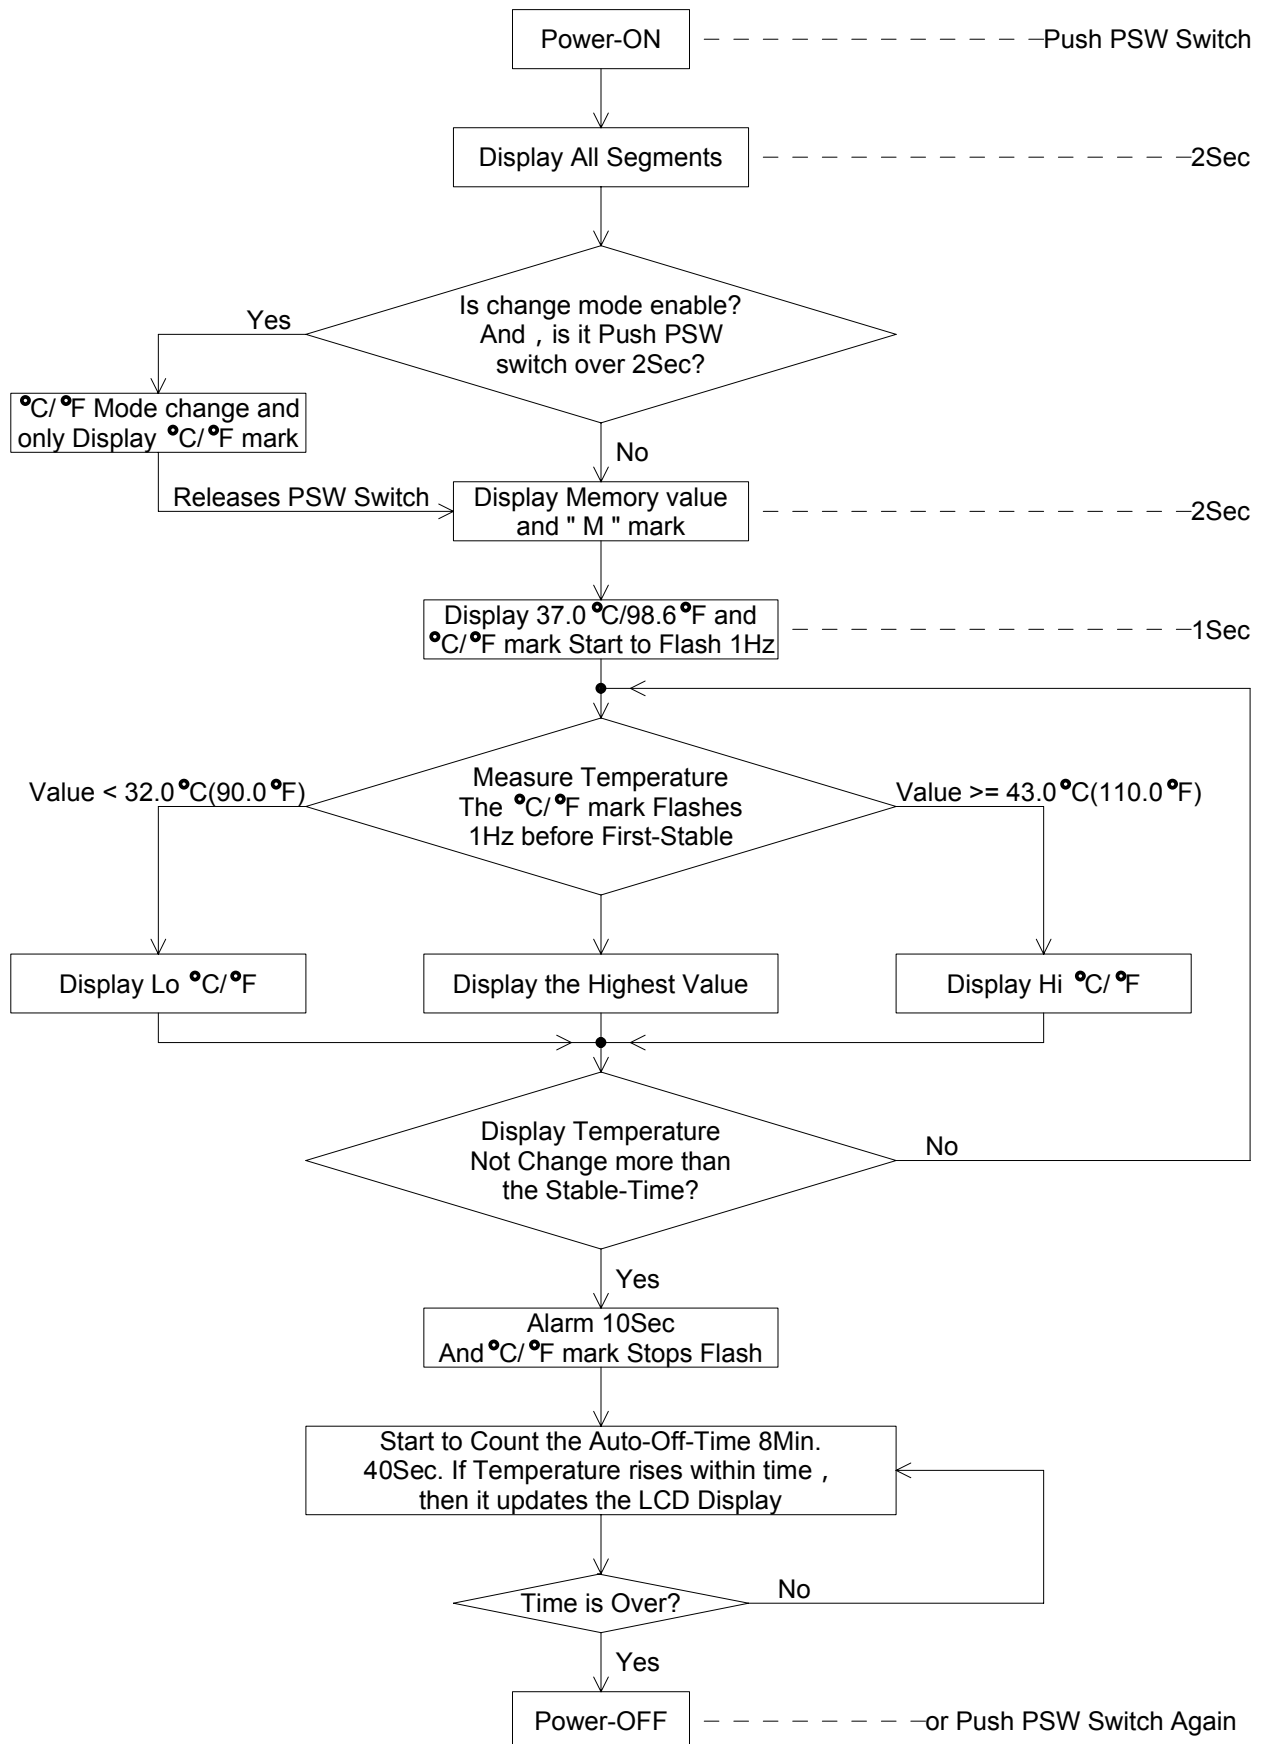 Power-ON
Push PSW Switch
Display All Segments
2Sec
Is change mode enable?
And , is it Push PSW
switch over 2Sec?
Yes
°C/ °F Mode change and
only Display °C/ °F mark
No
Releases PSW Switch
Display Memory value
and " M " mark
2Sec
Display 37.0 °C/98.6 °F and
°C/ °F mark Start to Flash 1Hz
1Sec
Measure Temperature
The °C/ °F mark Flashes
1Hz before First-Stable
Value < 32.0 °C(90.0 °F)
Value >= 43.0 °C(110.0 °F)
Display Lo °C/ °F
Display the Highest Value
Display Hi °C/ °F
Display Temperature
Not Change more than
the Stable-Time?
No
Yes
Alarm 10Sec
And °C/ °F mark Stops Flash
Start to Count the Auto-Off-Time 8Min.
40Sec. If Temperature rises within time ,
then it updates the LCD Display
Time is Over?
No
Yes
Power-OFF
or Push PSW Switch Again